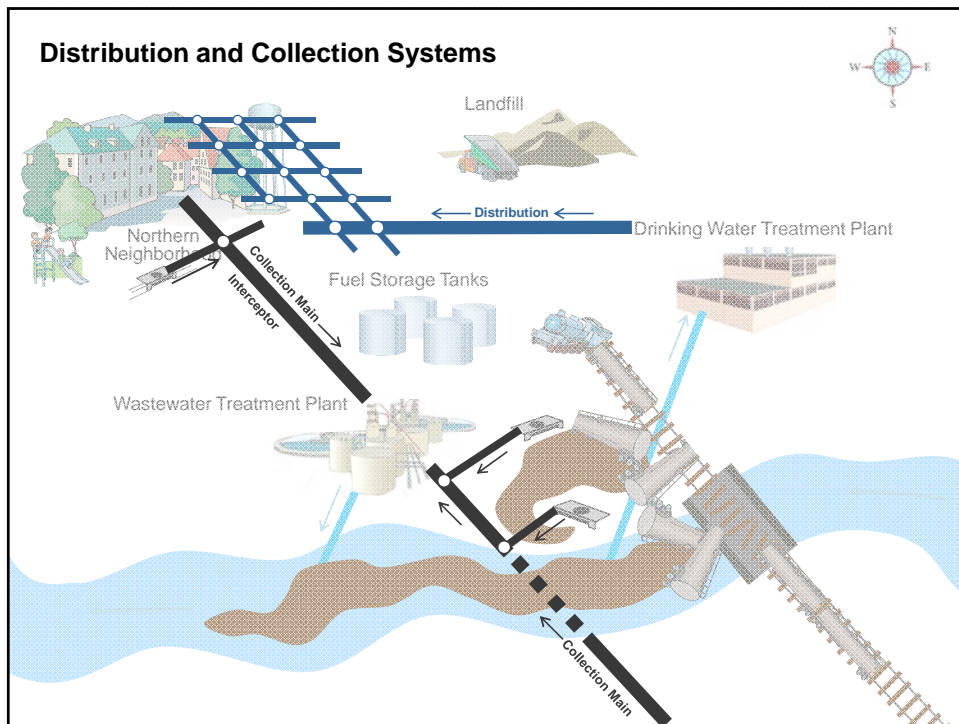 Distribution and Collection Systems
N
W
E
S
Landfill
Distribution
Drinking Water Treatment Plant
Northern
Neighborhood
Collection Main
Interceptor
Fuel Storage Tanks
Wastewater Treatment Plant
Collection Main